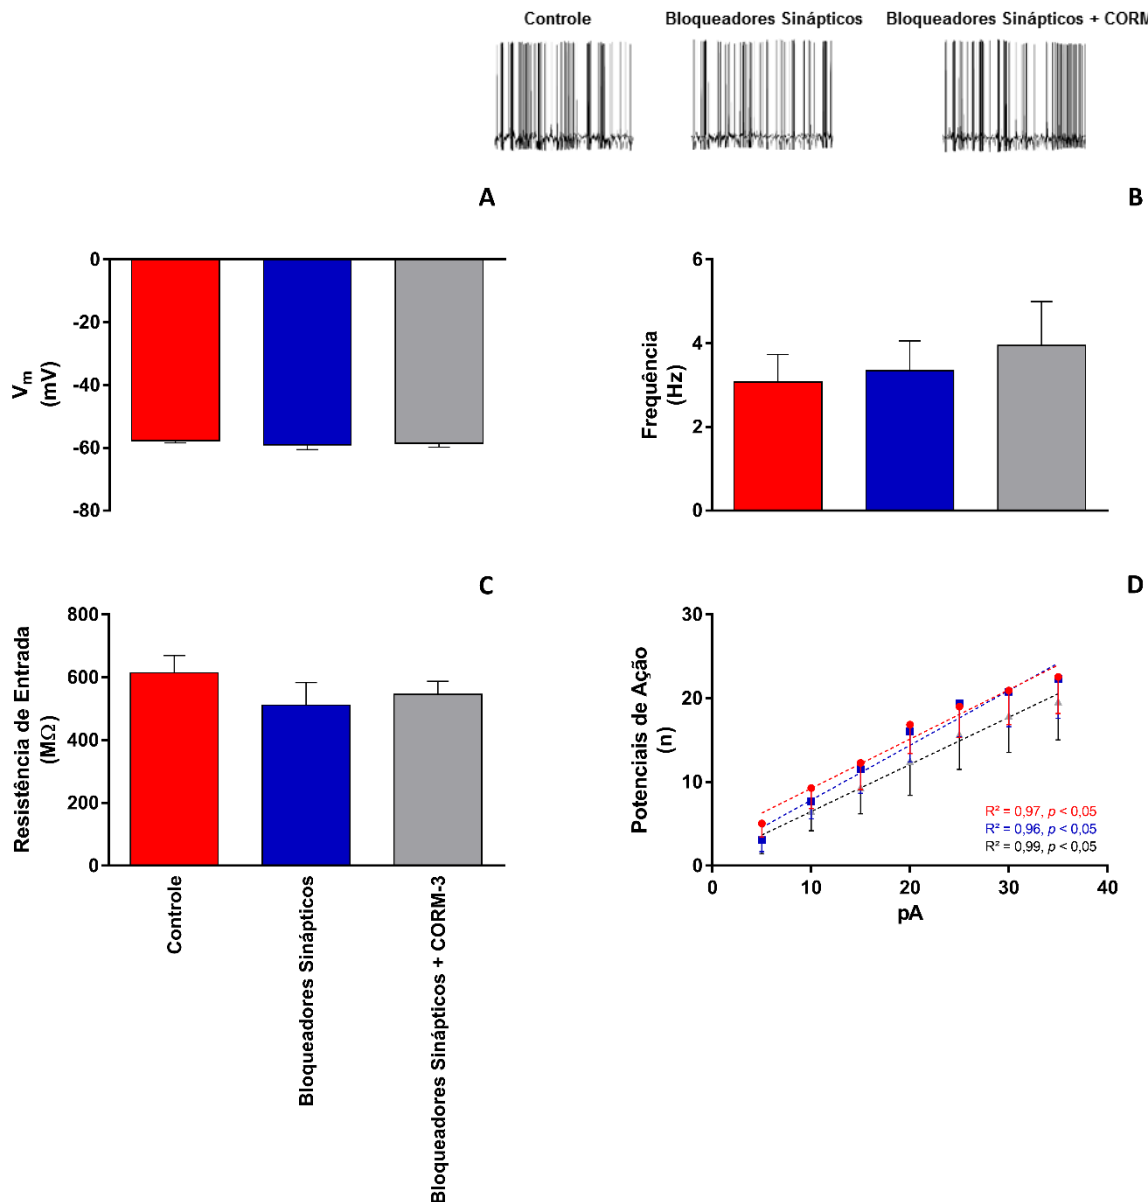 Controle
Bloqueadores Sinápticos
Bloqueadores Sinápticos + CORM
A
0
-20
-40
-60
-80
Vm
(mV)
B
6
4
2
0
Frequência
(Hz)
C
800
600
400
200
0
Resistência de Entrada
(MΩ)
Controle
Bloqueadores Sinápticos
Bloqueadores Sinápticos + CORM-3
D
30
20
10
0
Potenciais de Ação
(n)
R² = 0,97, p < 0,05
R² = 0,96, p < 0,05
R² = 0,99, p < 0,05
0 10 20 30 40
pA